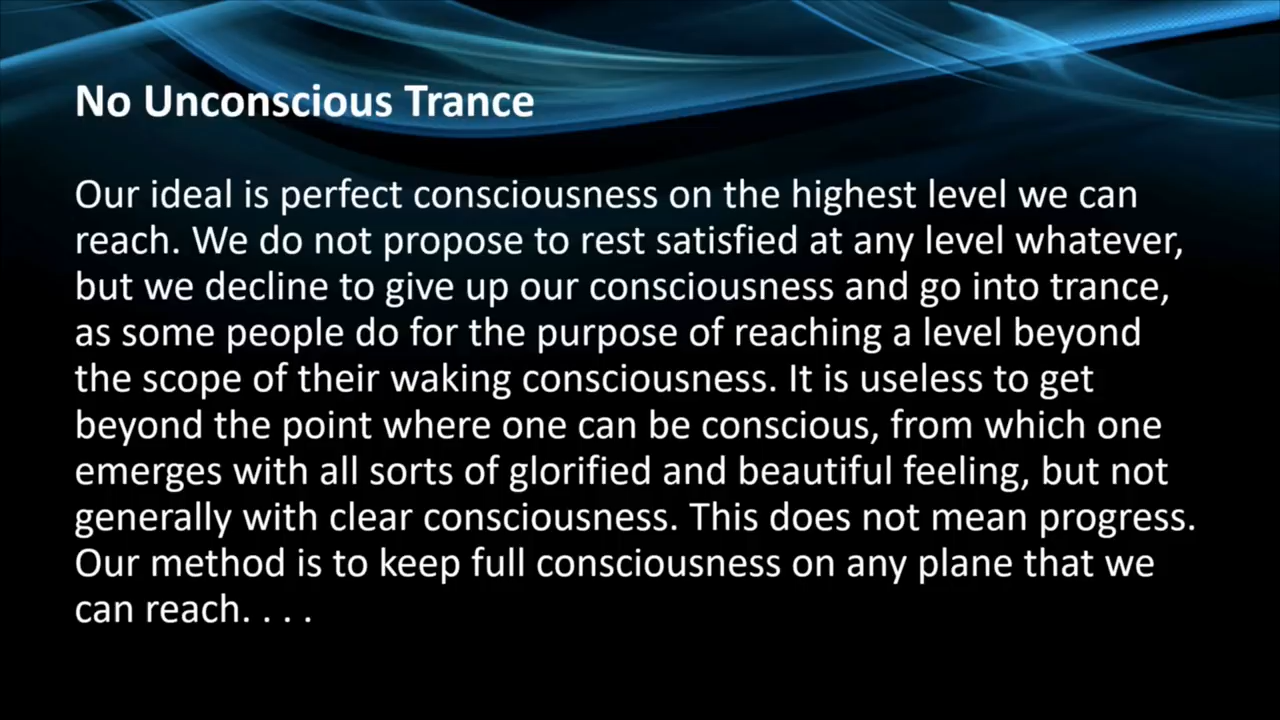 No Unconscious Trance
Our ideal is perfect consciousness on the highest level we can
reach. We do not propose to rest satisfied at any level whatever,
but we decline to give up our consciousness and go into trance,
as some people do for the purpose of reaching a level beyond
the scope of their waking consciousness. It is useless to get
beyond the point where one can be conscious, from which one
emerges with all sorts of glorified and beautiful feeling, but not
generally with clear consciousness. This does not mean progress.
Our method is to keep full consciousness on any plane that we
can reach. . . .